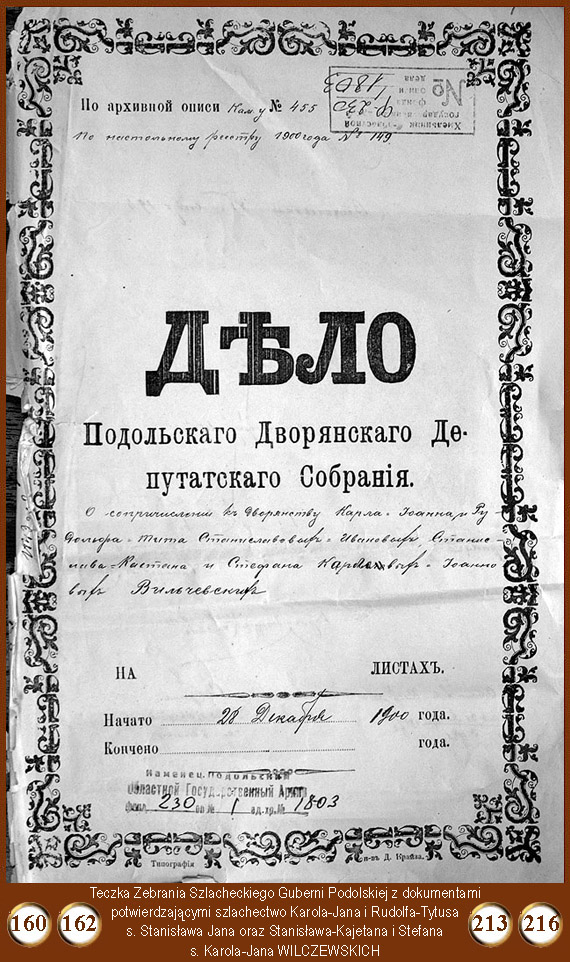 По архивной описи Кам. у № 455
По настольному реестру 1900 года № 149
№ 1803
дела
ф-230
ДѢЛО
Подольскаго Дворянскаго Де-
путатскаго Собранія.
О сопричисленіи къ дворянству Карла-Іоанна и Ру
дольфа-Тита Станиславовыхъ-Ивановыхъ, Станис-
лава-Каетана и Стефана Карловыхъ-Іоанно
выхъ Вильчевскихъ
НА ЛИСТАХЪ.
Начато 28 Декабря 1900 года.
Кончено года.
Каменец-Подольский
Областной Государственный Архив
фонд 230 оп № 1 ед.хр.№ 1803
Типографія Д. Крайза.
Teczka Zebrania Szlacheckiego Guberni Podolskiej z dokumentami
potwierdzającymi szlachectwo Karola-Jana i Rudolfa-Tytusa
s. Stanisława Jana oraz Stanisława-Kajetana i Stefana
s. Karola-Jana WILCZEWSKICH
160 162 213 216